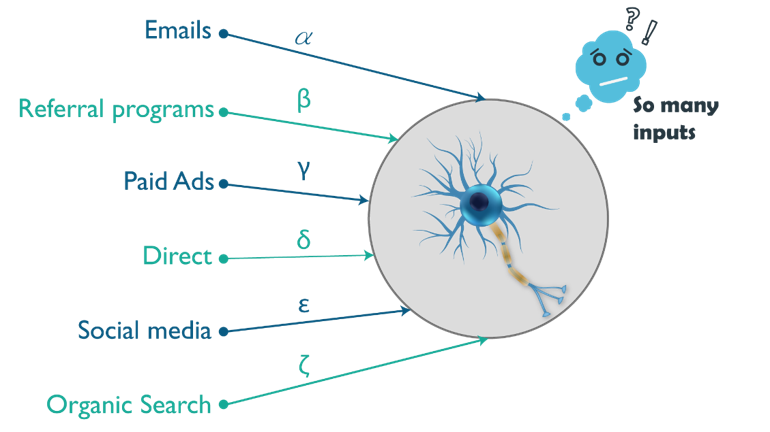 Emails
α
?!
Referral programs
β
So many
inputs
Paid Ads
γ
Direct
δ
Social media
ε
Organic Search
ζ